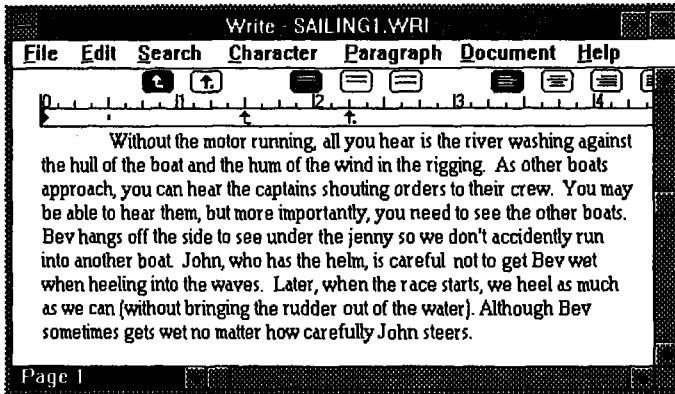 Write - SAILING1.WRI
File Edit Search Character Paragraph Document Help
0 1 2 3 4
Without the motor running, all you hear is the river washing against
the hull of the boat and the hum of the wind in the rigging. As other boats
approach, you can hear the captains shouting orders to their crew. You may
be able to hear them, but more importantly, you need to see the other boats.
Bev hangs off the side to see under the jenny so we don't accidently run
into another boat. John, who has the helm, is careful not to get Bev wet
when heeling into the waves. Later, when the race starts, we heel as much
as we can (without bringing the rudder out of the water). Although Bev
sometimes gets wet no matter how carefully John steers.
Page 1